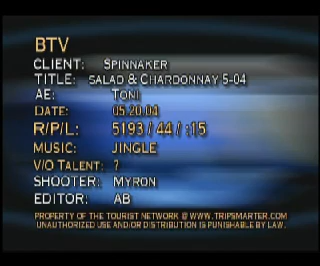 BTV
CLIENT: SPINNAKER
TITLE: SALAD & CHARDONNAY 5-04
AE: TONI
DATE: 05.20.04
R/P/L: 5193 / 44 / :15
MUSIC: JINGLE
V/O TALENT: ?
SHOOTER: MYRON
EDITOR: AB
PROPERTY OF THE TOURIST NETWORK @ WWW.TRIPSMARTER.COM
UNAUTHORIZED USE AND/OR DISTRIBUTION IS PUNISHABLE BY LAW.